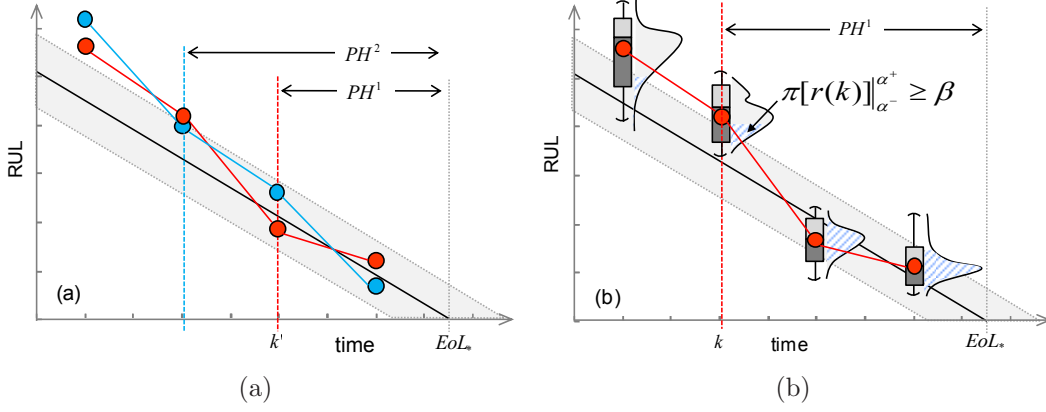 PH²
PH¹
RUL
(a)
k'
time
EoL*
(a)
PH¹
π[r(k)]|α⁺α⁻ ≥ β
RUL
(b)
k
time
EoL*
(b)